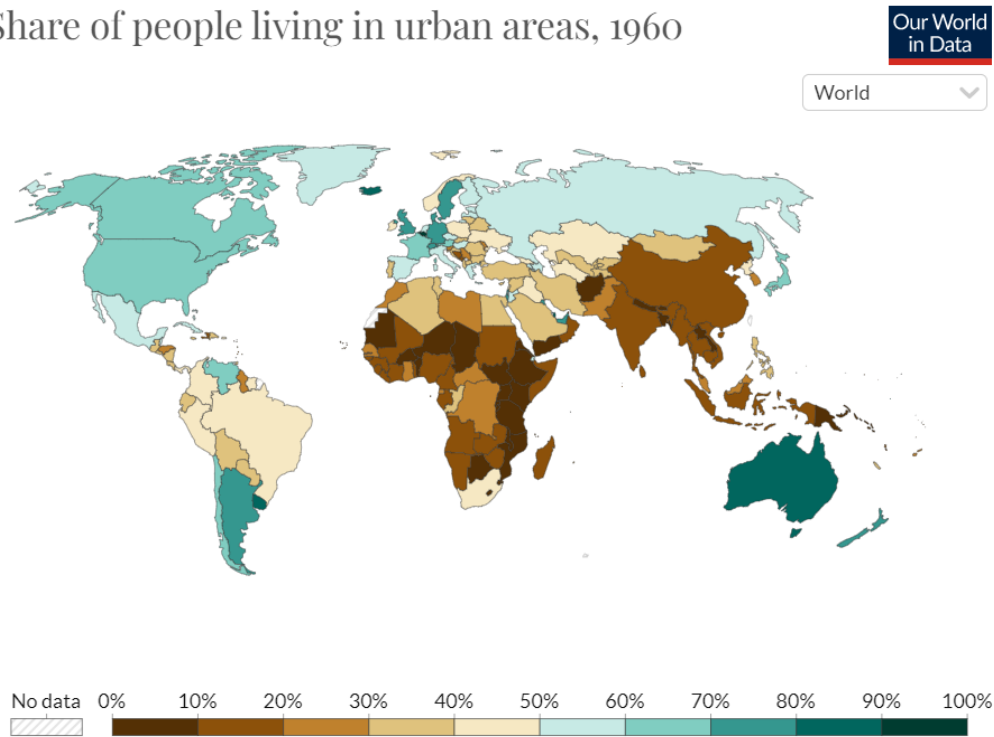 Share of people living in urban areas, 1960
Our World
in Data
World
No data 0% 10% 20% 30% 40% 50% 60% 70% 80% 90% 100%